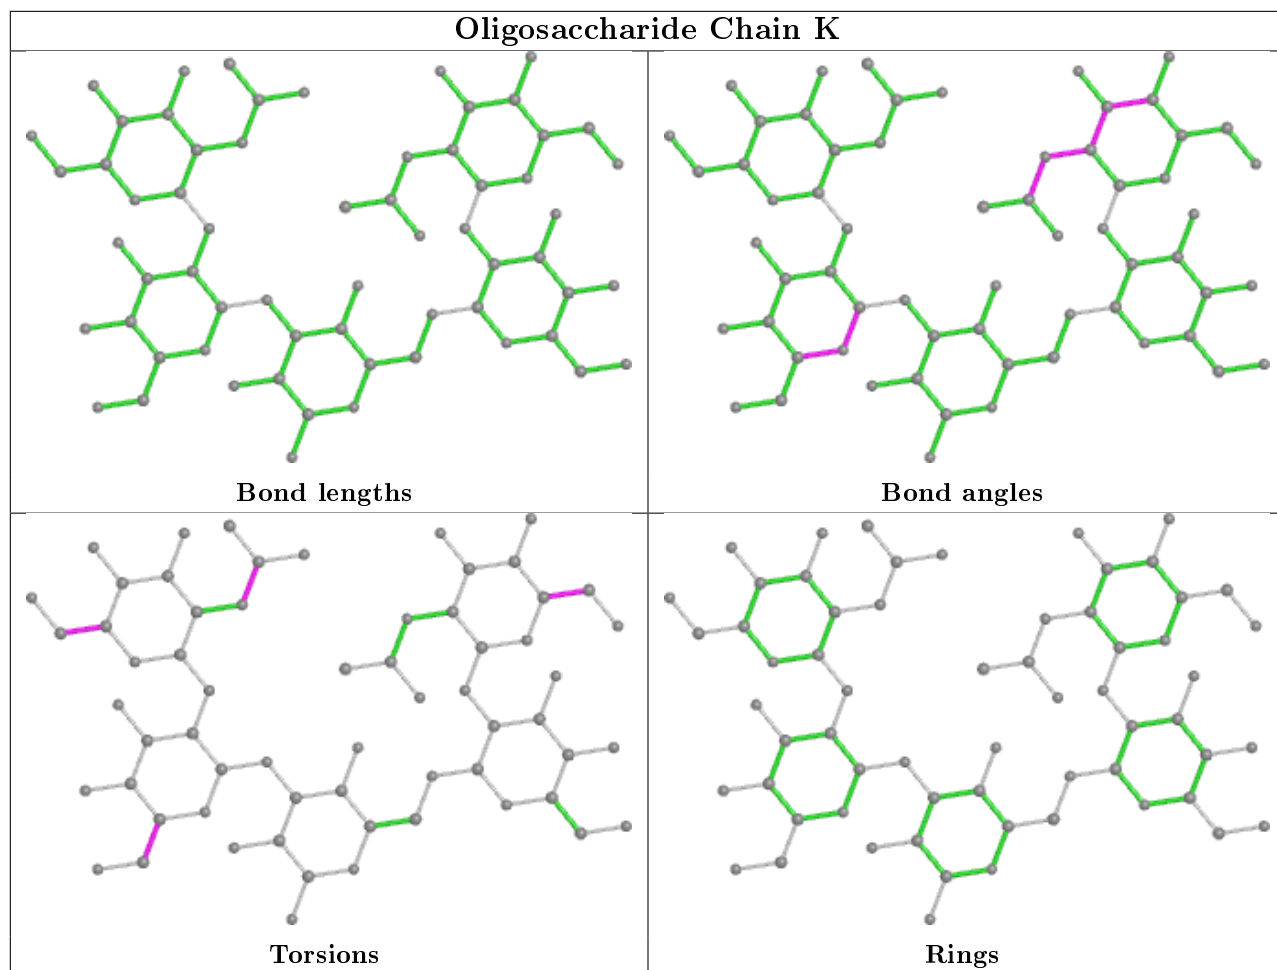 Oligosaccharide Chain K
Bond lengths
Bond angles
Torsions
Rings